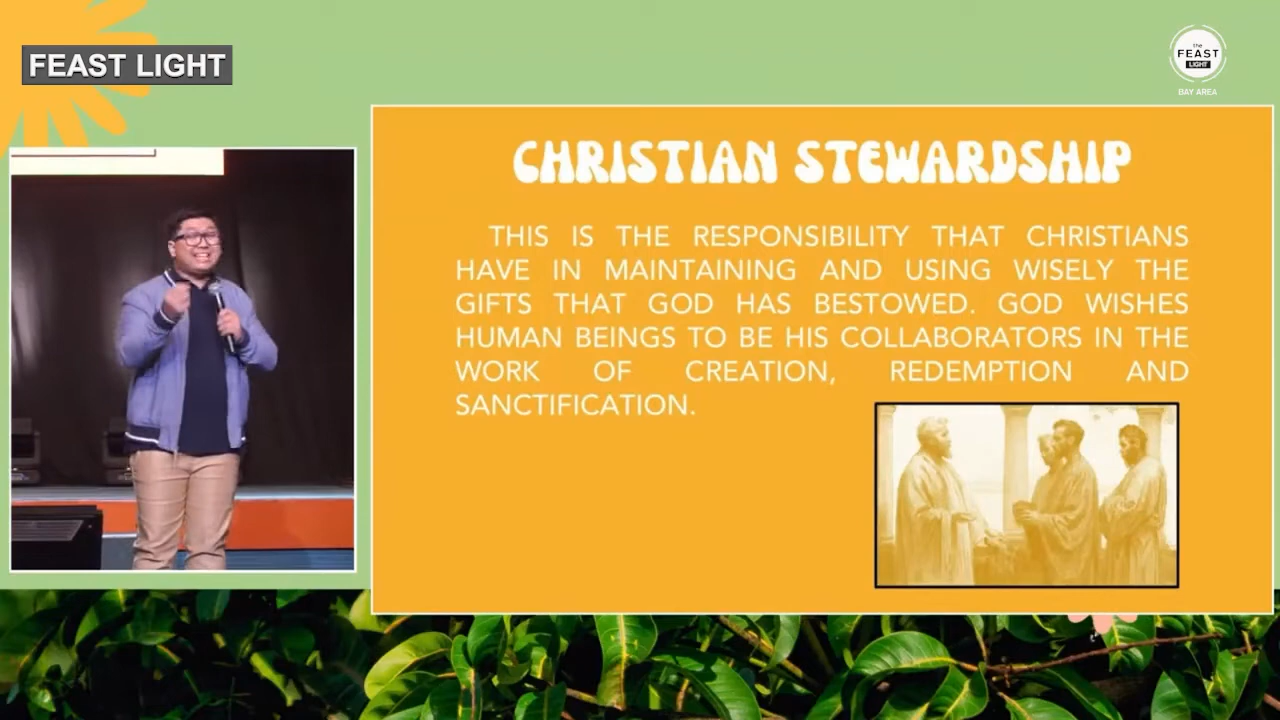 FEAST LIGHT
the
FEAST
LIGHT
BAY AREA
CHRISTIAN STEWARDSHIP
THIS IS THE RESPONSIBILITY THAT CHRISTIANS
HAVE IN MAINTAINING AND USING WISELY THE
GIFTS THAT GOD HAS BESTOWED. GOD WISHES
HUMAN BEINGS TO BE HIS COLLABORATORS IN THE
WORK OF CREATION, REDEMPTION AND
SANCTIFICATION.